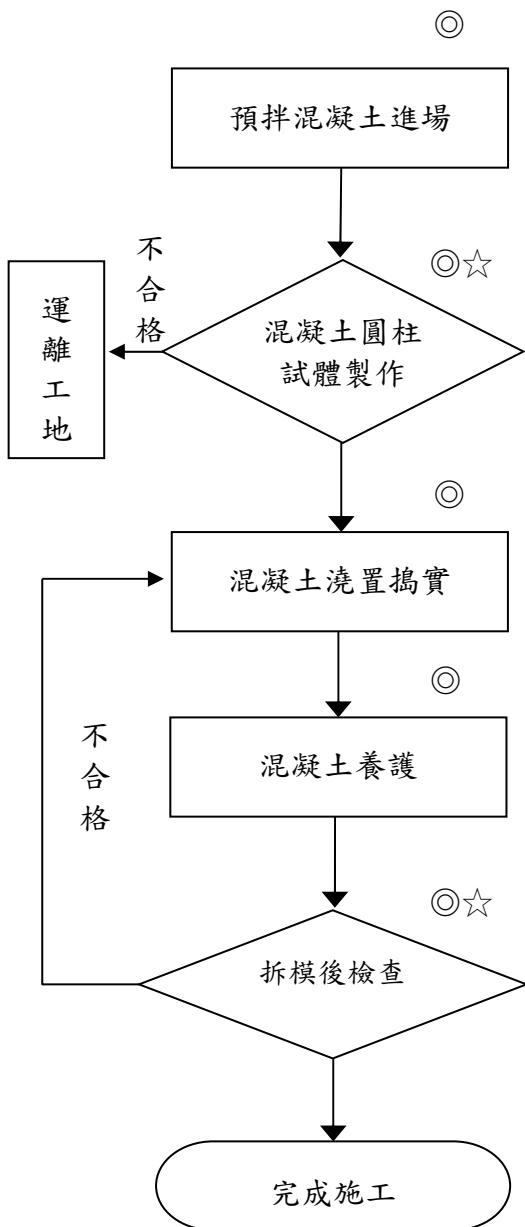 ◎
預拌混凝土進場
◎☆
不合格
運離工地
混凝土圓柱
試體製作
◎
混凝土澆置搗實
◎
混凝土養護
不合格
◎☆
拆模後檢查
完成施工